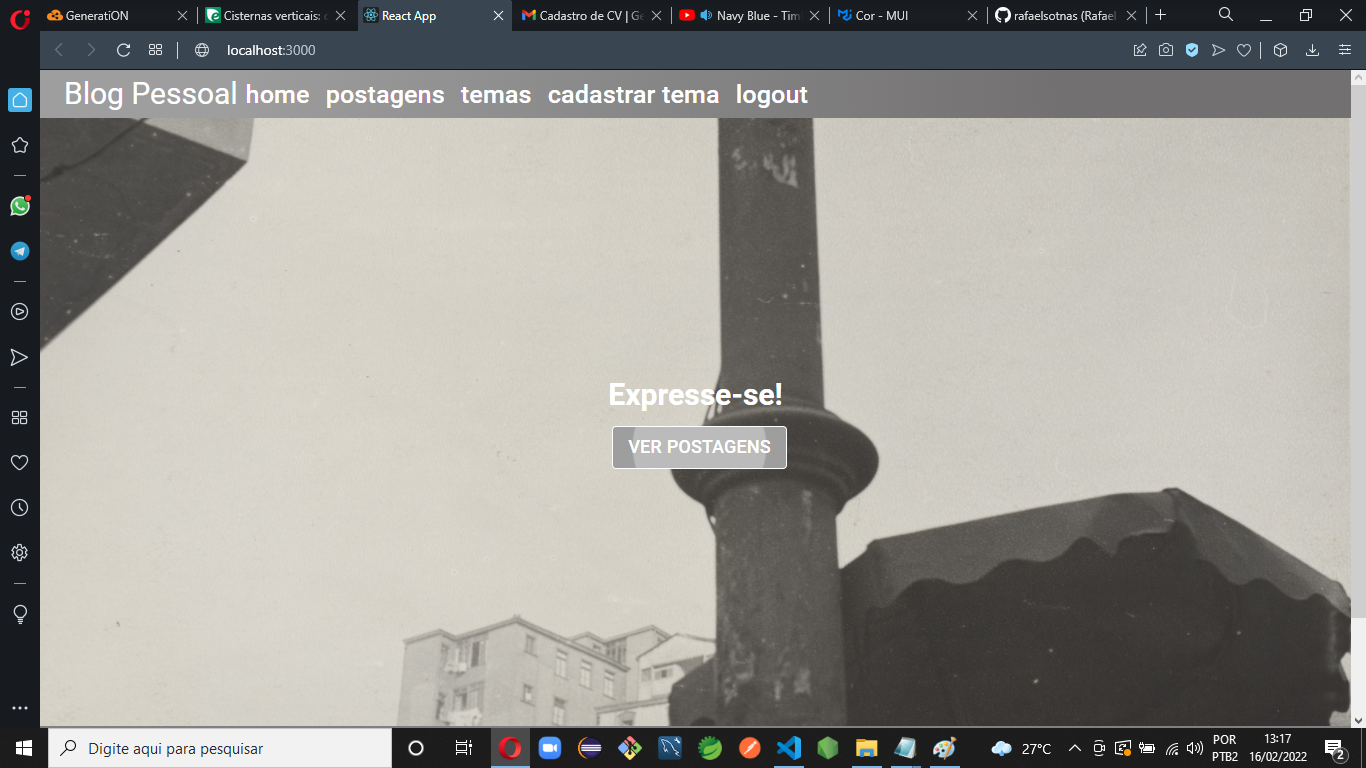 GeneratiON
Cisternas verticais:
React App
Cadastro de CV | Ge
Navy Blue - Tim
Cor - MUI
rafaelsotnas (Rafael
localhost:3000
Blog Pessoal home postagens temas cadastrar tema logout
Expresse-se!
VER POSTAGENS
Digite aqui para pesquisar
27°C
POR
PTB2
13:17
16/02/2022
2